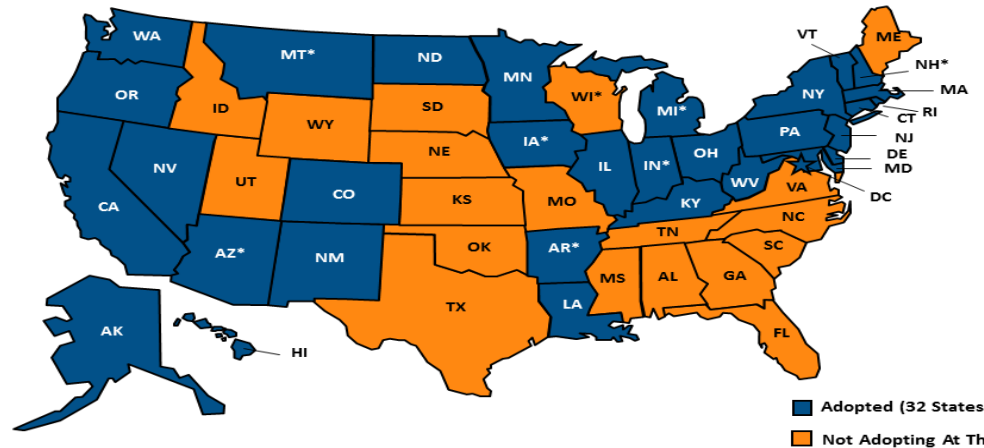 WA
MT*
ND
MN
VT
ME
NH*
MA
RI
CT
NJ
DE
MD
DC
OR
ID
WY
SD
WI*
MI*
NY
PA
NV
UT
CO
NE
IA*
IL
IN*
OH
WV
VA
CA
KS
MO
KY
NC
AZ*
NM
OK
AR*
TN
SC
TX
LA
MS
AL
GA
FL
AK
HI
Adopted (32 States
Not Adopting At Th